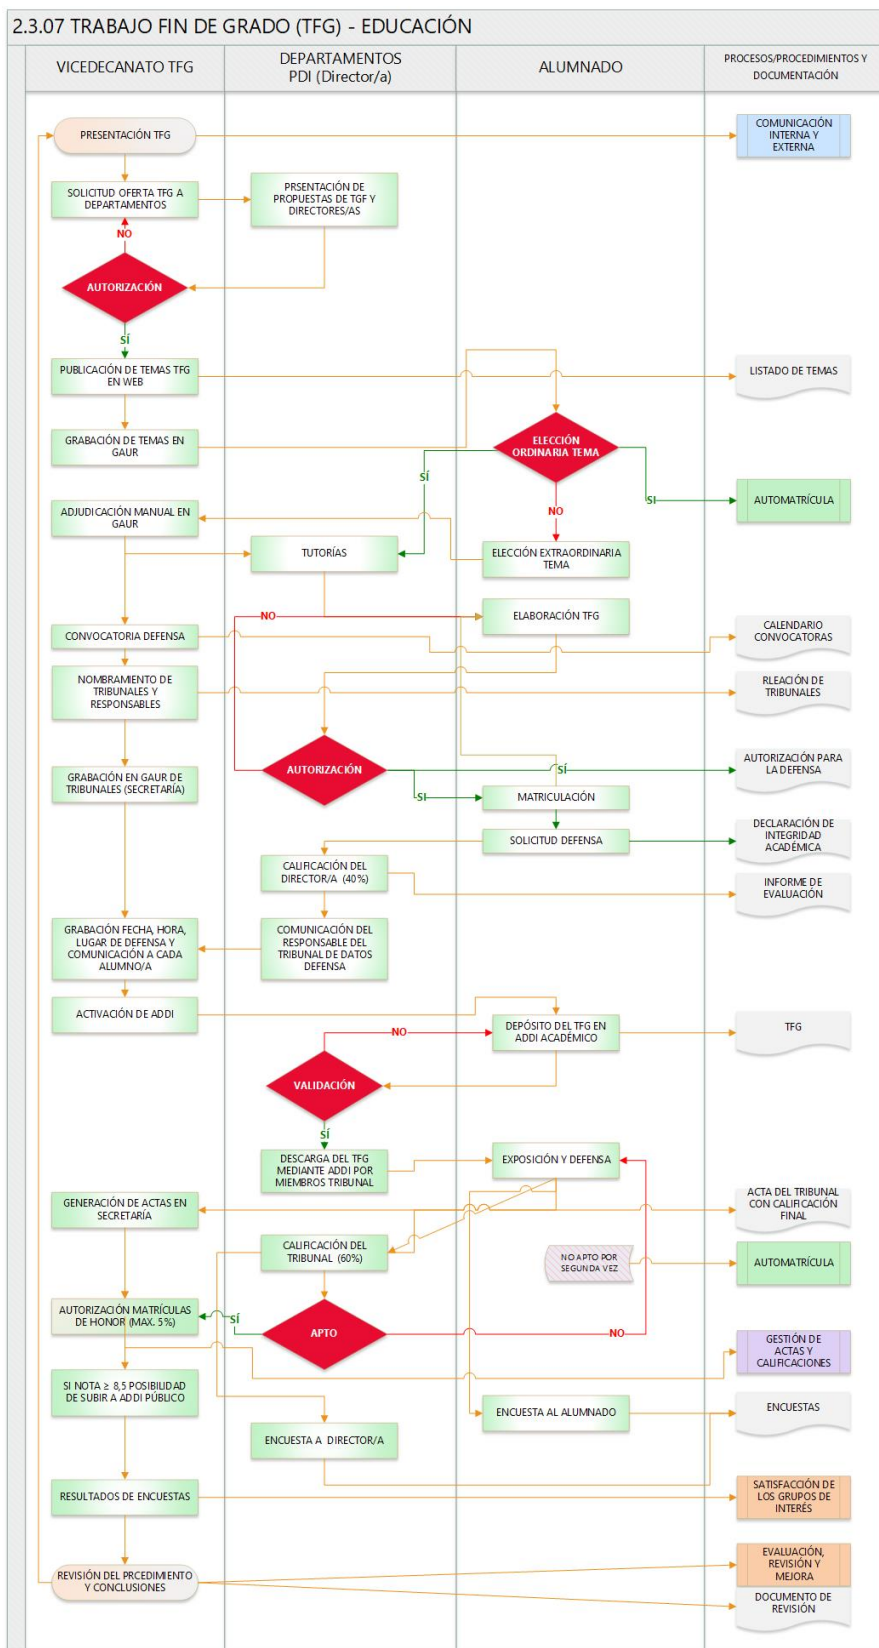 2.3.07 TRABAJO FIN DE GRADO (TFG) - EDUCACIÓN
VICEDECANATO TFG
DEPARTAMENTOS
PDI (Director/a)
ALUMNADO
PROCESOS/PROCEDIMIENTOS Y
DOCUMENTACIÓN
PRESENTACIÓN TFG
COMUNICACIÓN
INTERNA Y
EXTERNA
SOLICITUD OFERTA TFG A
DEPARTAMENTOS
PRSENTACIÓN DE
PROPUESTAS DE TGF Y
DIRECTORES/AS
NO
AUTORIZACIÓN
SÍ
PUBLICACIÓN DE TEMAS TFG
EN WEB
LISTADO DE TEMAS
GRABACIÓN DE TEMAS EN
GAUR
ELECCIÓN
ORDINARIA TEMA
SÍ
SI
NO
AUTOMATRÍCULA
ADJUDICACIÓN MANUAL EN
GAUR
TUTORÍAS
ELECCIÓN EXTRAORDINARIA
TEMA
NO
ELABORACIÓN TFG
CONVOCATORIA DEFENSA
CALENDARIO
CONVOCATORAS
NOMBRAMIENTO DE
TRIBUNALES Y
RESPONSABLES
RLEACIÓN DE
TRIBUNALES
GRABACIÓN EN GAUR DE
TRIBUNALES (SECRETARÍA)
AUTORIZACIÓN
SÍ
SI
AUTORIZACIÓN PARA
LA DEFENSA
MATRICULACIÓN
SOLICITUD DEFENSA
DECLARACIÓN DE
INTEGRIDAD
ACADÉMICA
CALIFICACIÓN DEL
DIRECTOR/A (40%)
INFORME DE
EVALUACIÓN
GRABACIÓN FECHA, HORA,
LUGAR DE DEFENSA Y
COMUNICACIÓN A CADA
ALUMNO/A
COMUNICACIÓN DEL
RESPONSABLE DEL
TRIBUNAL DE DATOS
DEFENSA
ACTIVACIÓN DE ADDI
NO
DEPÓSITO DEL TFG EN
ADDI ACADÉMICO
TFG
VALIDACIÓN
SÍ
DESCARGA DEL TFG
MEDIANTE ADDI POR
MIEMBROS TRIBUNAL
EXPOSICIÓN Y DEFENSA
GENERACIÓN DE ACTAS EN
SECRETARÍA
ACTA DEL TRIBUNAL
CON CALIFICACIÓN
FINAL
CALIFICACIÓN DEL
TRIBUNAL (60%)
NO APTO POR
SEGUNDA VEZ
AUTOMATRÍCULA
AUTORIZACIÓN MATRÍCULAS
DE HONOR (MAX. 5%)
SÍ
APTO
NO
GESTIÓN DE
ACTAS Y
CALIFICACIONES
SI NOTA ≥ 8,5 POSIBILIDAD
DE SUBIR A ADDI PÚBLICO
ENCUESTA A DIRECTOR/A
ENCUESTA AL ALUMNADO
ENCUESTAS
RESULTADOS DE ENCUESTAS
SATISFACCIÓN DE
LOS GRUPOS DE
INTERÉS
REVISIÓN DEL PRCEDIMIENTO
Y CONCLUSIONES
EVALUACIÓN,
REVISIÓN Y
MEJORA
DOCUMENTO DE
REVISIÓN